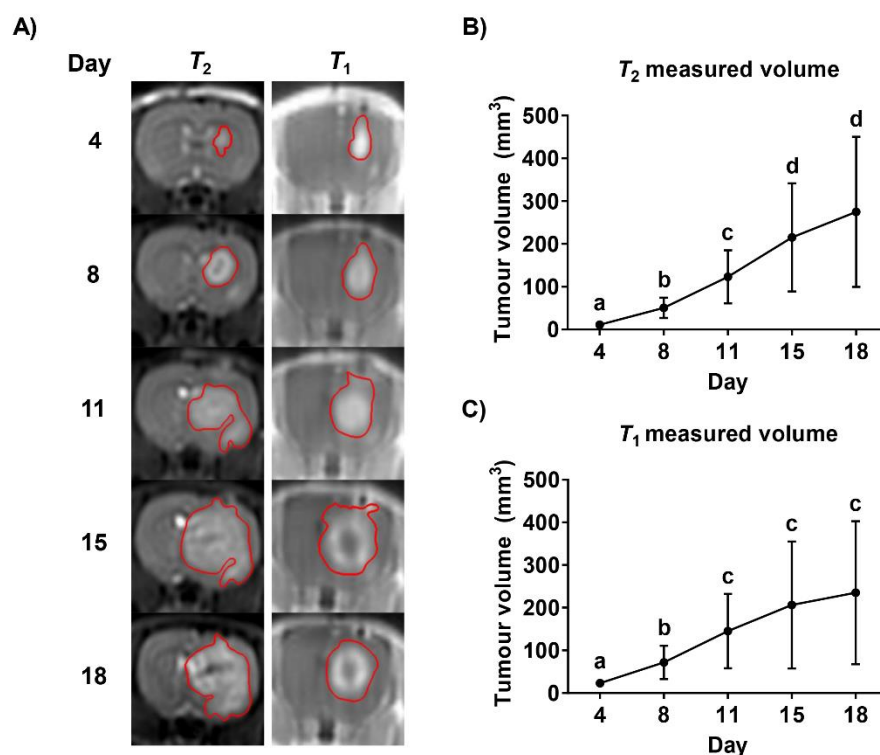 A)
Day T2 T1
4
8
11
15
18
B)
T2 measured volume
Tumour volume (mm³)
500
400
300
200
100
0
a b c d d
4 8 11 15 18
Day
C)
T1 measured volume
Tumour volume (mm³)
500
400
300
200
100
0
a b c c c
4 8 11 15 18
Day